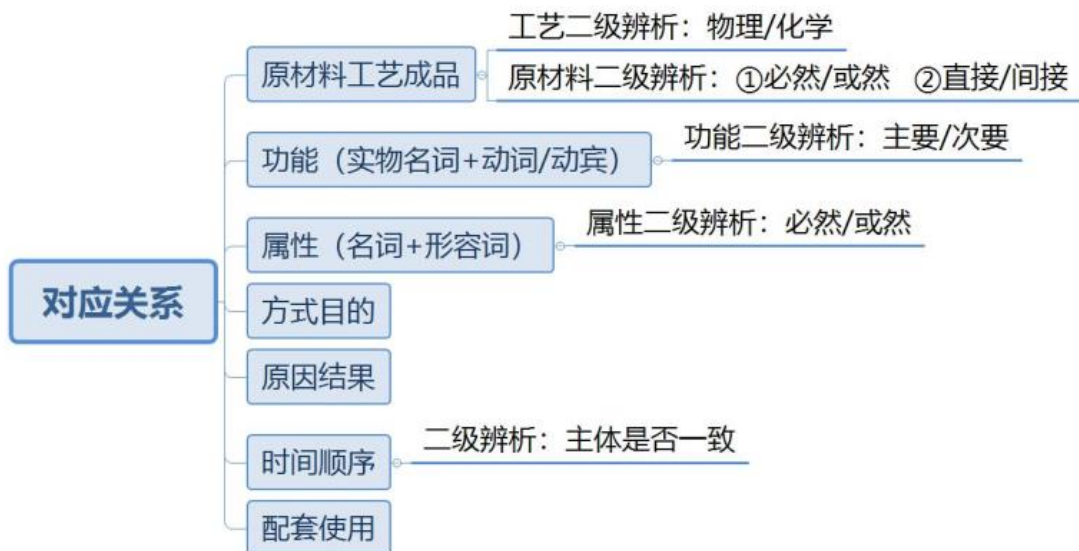 工艺二级辨析：物理/化学
原材料工艺成品
原材料二级辨析：①必然/或然 ②直接/间接
功能（实物名词+动词/动宾）
功能二级辨析：主要/次要
属性（名词+形容词）
属性二级辨析：必然/或然
对应关系
方式目的
原因结果
时间顺序
二级辨析：主体是否一致
配套使用